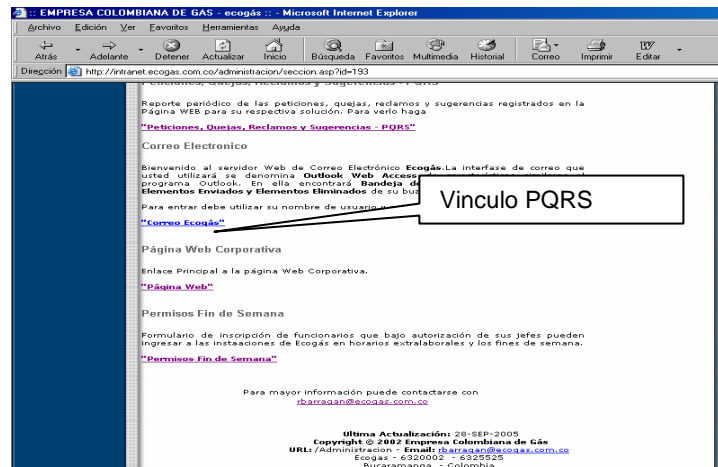 :: EMPRESA COLOMBIANA DE GAS - ecogás :: - Microsoft Internet Explorer
Archivo Edición Ver Favoritos Herramientas Ayuda
Atrás Adelante Detener Actualizar Inicio Búsqueda Favoritos Multimedia Historial Correo Imprimir Editar
Dirección http://intranet.ecogas.com.co/administracion/seccion.asp?id=193
Peticiones, Quejas, Reclamos y Sugerencias - PQRS
Reporte periódico de las peticiones, quejas, reclamos y sugerencias registrados en la
Página WEB para su respectiva solución. Para verlo haga
"Peticiones, Quejas, Reclamos y Sugerencias - PQRS"
Correo Electronico
Bienvenido al servidor Web de Correo Electrónico Ecogás.La interfase de correo que
usted utilizará se denomina Outlook Web Access
programa Outlook. En ella encontrará Bandeja de
Elementos Enviados y Elementos Eliminados de su
Vinculo PQRS
Para entrar debe utilizar su nombre de usuario
"Correo Ecogás"
Página Web Corporativa
Enlace Principal a la página Web Corporativa.
"Página Web"
Permisos Fin de Semana
Formulario de inscripción de funcionarios que bajo autorización de sus jefes pueden
ingresar a las instaaciones de Ecogás en horarios extralaborales y los fines de semana.
"Permisos Fin de Semana"
Para mayor información puede contactarse con
rbarragan@ecogas.com.co
Ultima Actualización: 28-SEP-2005
Copyright © 2002 Empresa Colombiana de Gás
URL: /Administracion - Email: rbarragan@ecogas.com.co
Ecogas - 6320002 - 6325525
Bucaramanga - Colombia